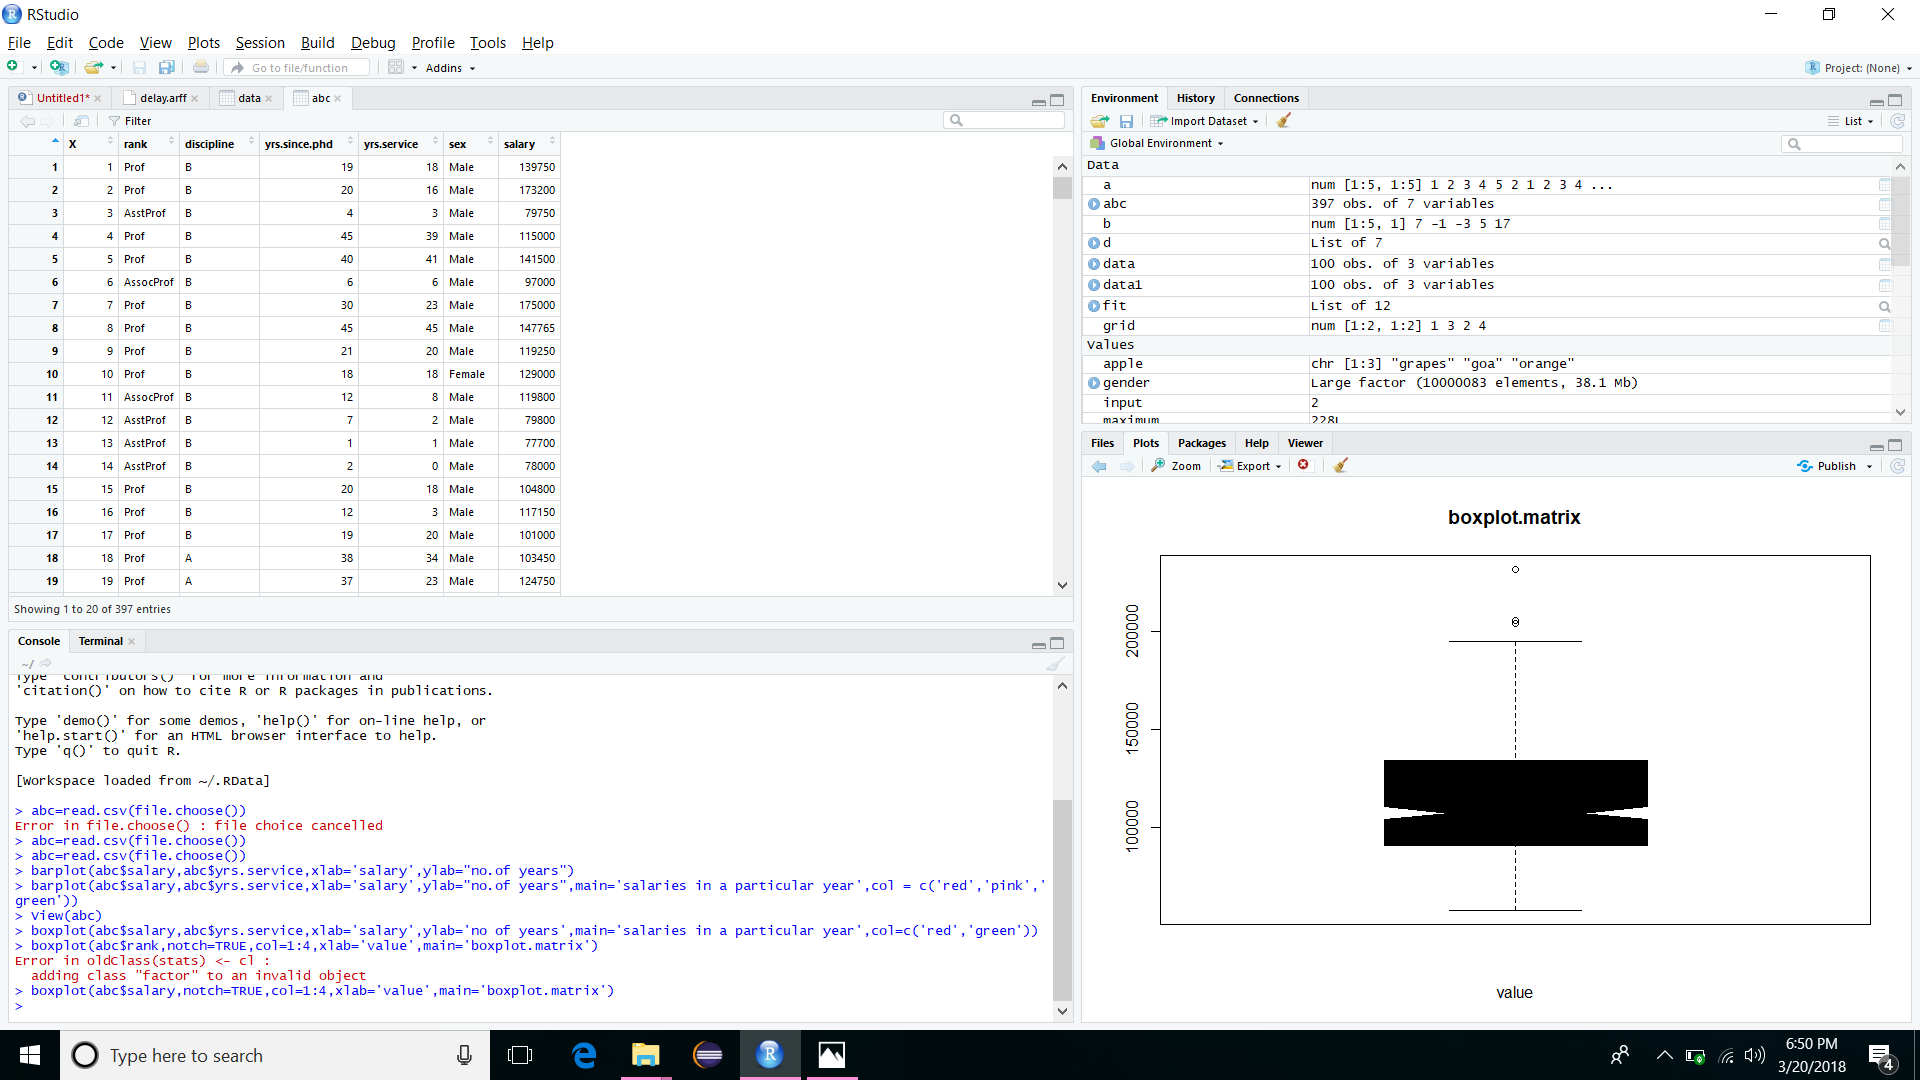 RStudio
File Edit Code View Plots Session Build Debug Profile Tools Help
Go to file/function Addins Project: (None)
Untitled1* delay.arff data abc
Filter
X rank discipline yrs.since.phd yrs.service sex salary
1 1 Prof B 19 18 Male 139750
2 2 Prof B 20 16 Male 173200
3 3 AsstProf B 4 3 Male 79750
4 4 Prof B 45 39 Male 115000
5 5 Prof B 40 41 Male 141500
6 6 AssocProf B 6 6 Male 97000
7 7 Prof B 30 23 Male 175000
8 8 Prof B 45 45 Male 147765
9 9 Prof B 21 20 Male 119250
10 10 Prof B 18 18 Female 129000
11 11 AssocProf B 12 8 Male 119800
12 12 AsstProf B 7 2 Male 79800
13 13 AsstProf B 1 1 Male 77700
14 14 AsstProf B 2 0 Male 78000
15 15 Prof B 20 18 Male 104800
16 16 Prof B 12 3 Male 117150
17 17 Prof B 19 20 Male 101000
18 18 Prof A 38 34 Male 103450
19 19 Prof A 37 23 Male 124750
Showing 1 to 20 of 397 entries
Console Terminal
~/
Type 'contributors()' for more information and
'citation()' on how to cite R or R packages in publications.
Type 'demo()' for some demos, 'help()' for on-line help, or
'help.start()' for an HTML browser interface to help.
Type 'q()' to quit R.
[Workspace loaded from ~/.RData]
> abc=read.csv(file.choose())
Error in file.choose() : file choice cancelled
> abc=read.csv(file.choose())
> abc=read.csv(file.choose())
> barplot(abc$salary,abc$yrs.service,xlab='salary',ylab="no.of years")
> barplot(abc$salary,abc$yrs.service,xlab='salary',ylab="no.of years",main='salaries in a particular year',col = c('red','pink','
green'))
> View(abc)
> boxplot(abc$salary,abc$yrs.service,xlab='salary',ylab='no of years',main='salaries in a particular year',col=c('red','green'))
> boxplot(abc$rank,notch=TRUE,col=1:4,xlab='value',main='boxplot.matrix')
Error in oldClass(stats) <- cl :
adding class "factor" to an invalid object
> boxplot(abc$salary,notch=TRUE,col=1:4,xlab='value',main='boxplot.matrix')
>
Environment History Connections
Import Dataset List
Global Environment
Data
a num [1:5, 1:5] 1 2 3 4 5 2 1 2 3 4 ...
abc 397 obs. of 7 variables
b num [1:5, 1] 7 -1 -3 5 17
d List of 7
data 100 obs. of 3 variables
data1 100 obs. of 3 variables
fit List of 12
grid num [1:2, 1:2] 1 3 2 4
Values
apple chr [1:3] "grapes" "goa" "orange"
gender Large factor (10000083 elements, 38.1 Mb)
input 2
maximum 228L
Files Plots Packages Help Viewer
Zoom Export Publish
boxplot.matrix
200000
150000
100000
value
Type here to search
6:50 PM
3/20/2018
4